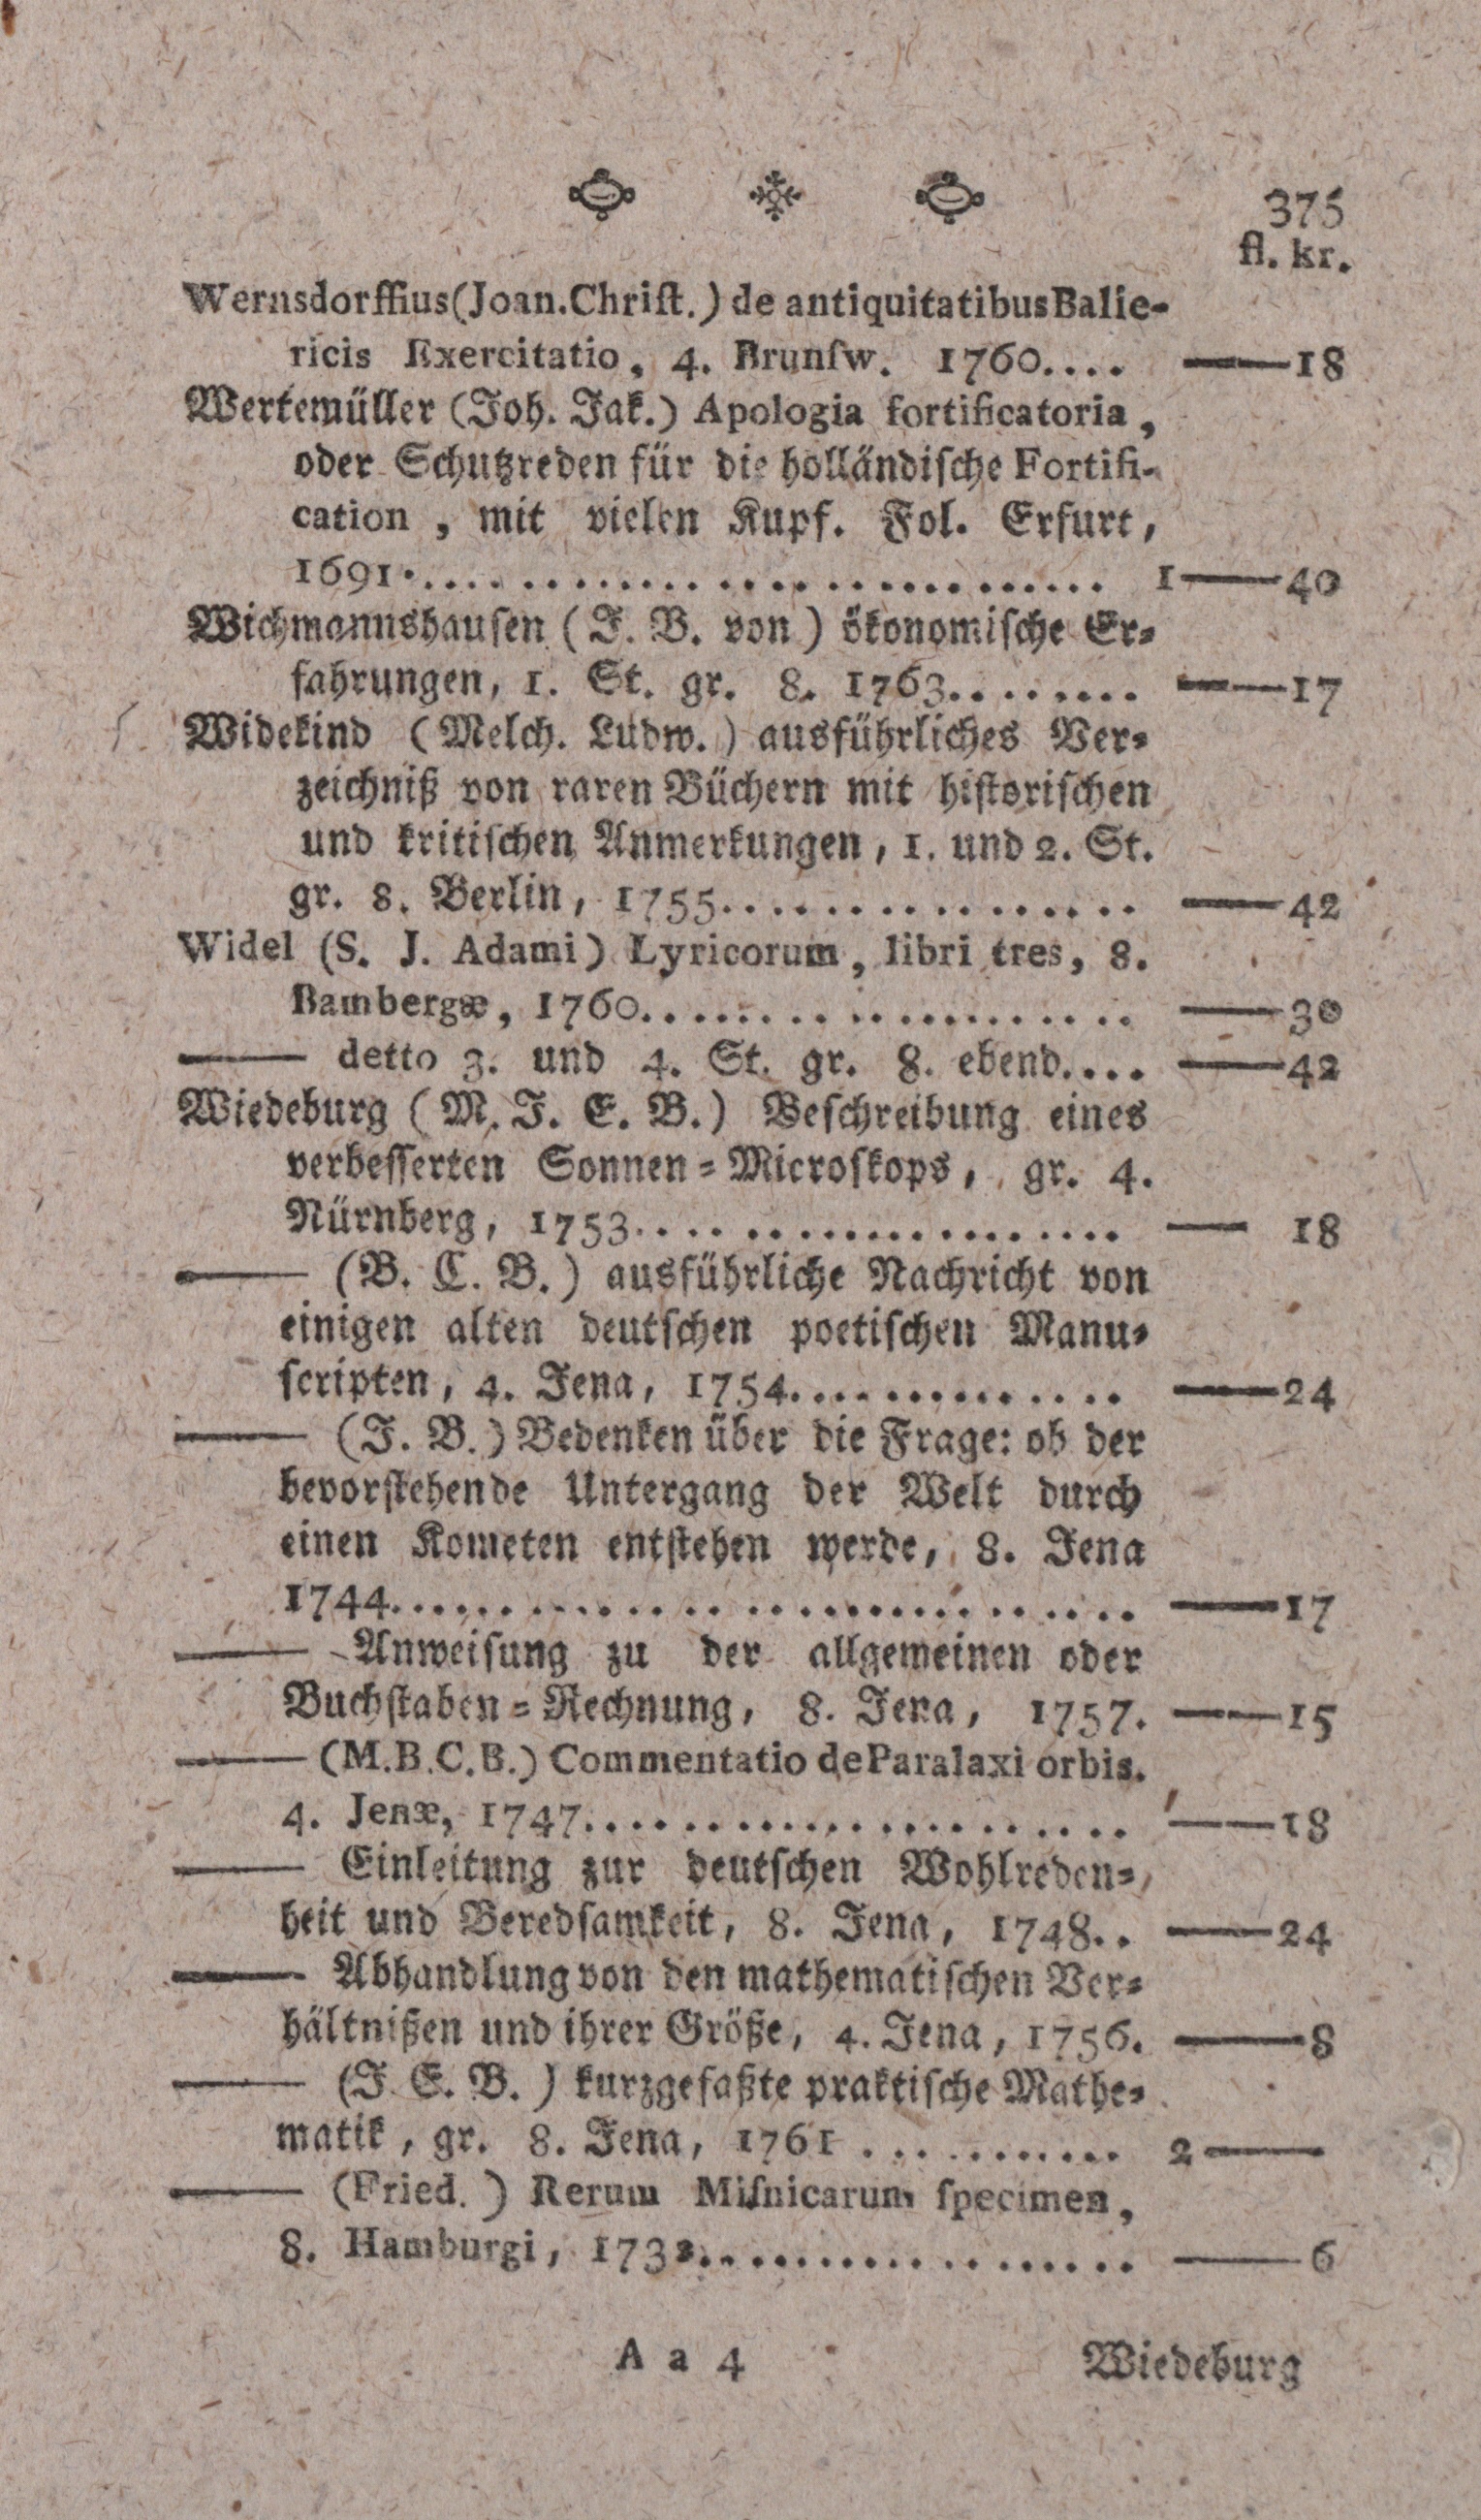 375
fl. kr.
Wernsdorffius (Joan. Christ.) de antiquitatibus Balie-
ricis Exercitatio, 4. Brunſw. 1760.... ——18
Wertemüller (Joh. Jak.) Apologia fortificatoria,
oder Schutzreden für die holländiſche Fortifi-
cation, mit vielen Kupf. Fol. Erfurt,
1691.............................. 1——40
Wichmannshauſen (J. B. von) ökonomiſche Er-
fahrungen, 1. St. gr. 8. 1763........ ——17
Widekind (Melch. Ludw.) ausführliches Ver-
zeichniß von raren Büchern mit hiſtoriſchen
und kritiſchen Anmerkungen, 1. und 2. St.
gr. 8. Berlin, 1755................ ——42
Widel (S. J. Adami) Lyricorum, libri tres, 8.
Bambergæ, 1760.................... ——30
—— detto 3. und 4. St. gr. 8. ebend.... ——42
Wiedeburg (M. J. E. B.) Beſchreibung eines
verbeſſerten Sonnen-Microſkops, gr. 4.
Nürnberg, 1753.................... —— 18
—— (B. C. B.) ausführliche Nachricht von
einigen alten deutſchen poetiſchen Manu-
ſcripten, 4. Jena, 1754.............. ——24
—— (J. B.) Bedenken über die Frage: ob der
bevorſtehende Untergang der Welt durch
einen Kometen entſtehen werde, 8. Jena
1744.............................. ——17
—— Anweiſung zu der allgemeinen oder
Buchſtaben-Rechnung, 8. Jena, 1757. ——15
—— (M. B. C. B.) Commentatio de Paralaxi orbis.
4. Jenæ, 1747...................... ——18
—— Einleitung zur deutſchen Wohlreden-
heit und Beredſamkeit, 8. Jena, 1748.. ——24
—— Abhandlung von den mathematiſchen Ver-
hältnißen und ihrer Größe, 4. Jena, 1756. ——8
—— (J. E. B.) kurzgefaßte praktiſche Mathe-
matik, gr. 8. Jena, 1761 ........... 2——
—— (Fried.) Rerum Miſnicarum ſpecimen,
8. Hamburgi, 1732.................. ——6
A a 4 Wiedeburg